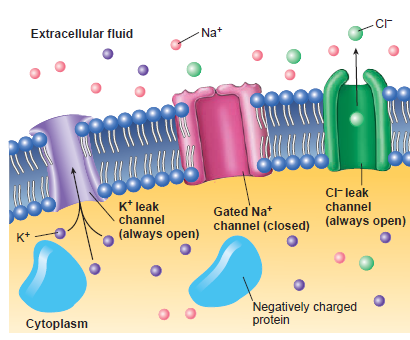 Cl⁻
Extracellular fluid
Na⁺
K⁺ leak
channel
(always open)
Gated Na⁺
channel (closed)
Cl⁻ leak
channel
(always open)
K⁺
Negatively charged
protein
Cytoplasm